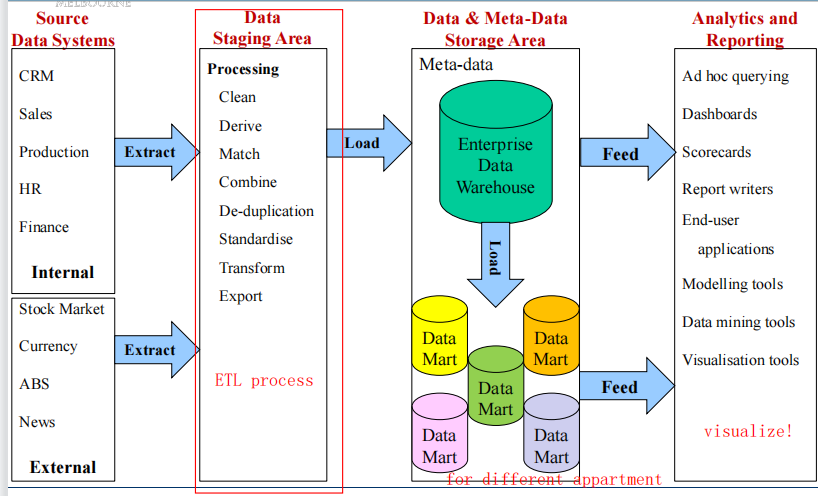 MELBOURNE
Source
Data Systems
CRM
Sales
Production
HR
Finance
Internal
Stock Market
Currency
ABS
News
External
Extract
Extract
Data
Staging Area
Processing
Clean
Derive
Match
Combine
De-duplication
Standardise
Transform
Export
ETL process
Load
Data & Meta-Data
Storage Area
Meta-data
Enterprise
Data
Warehouse
Load
Data
Mart
Data
Mart
Data
Mart
Data
Mart
Data
Mart
for different appartment
Feed
Feed
Analytics and
Reporting
Ad hoc querying
Dashboards
Scorecards
Report writers
End-user
applications
Modelling tools
Data mining tools
Visualisation tools
visualize!